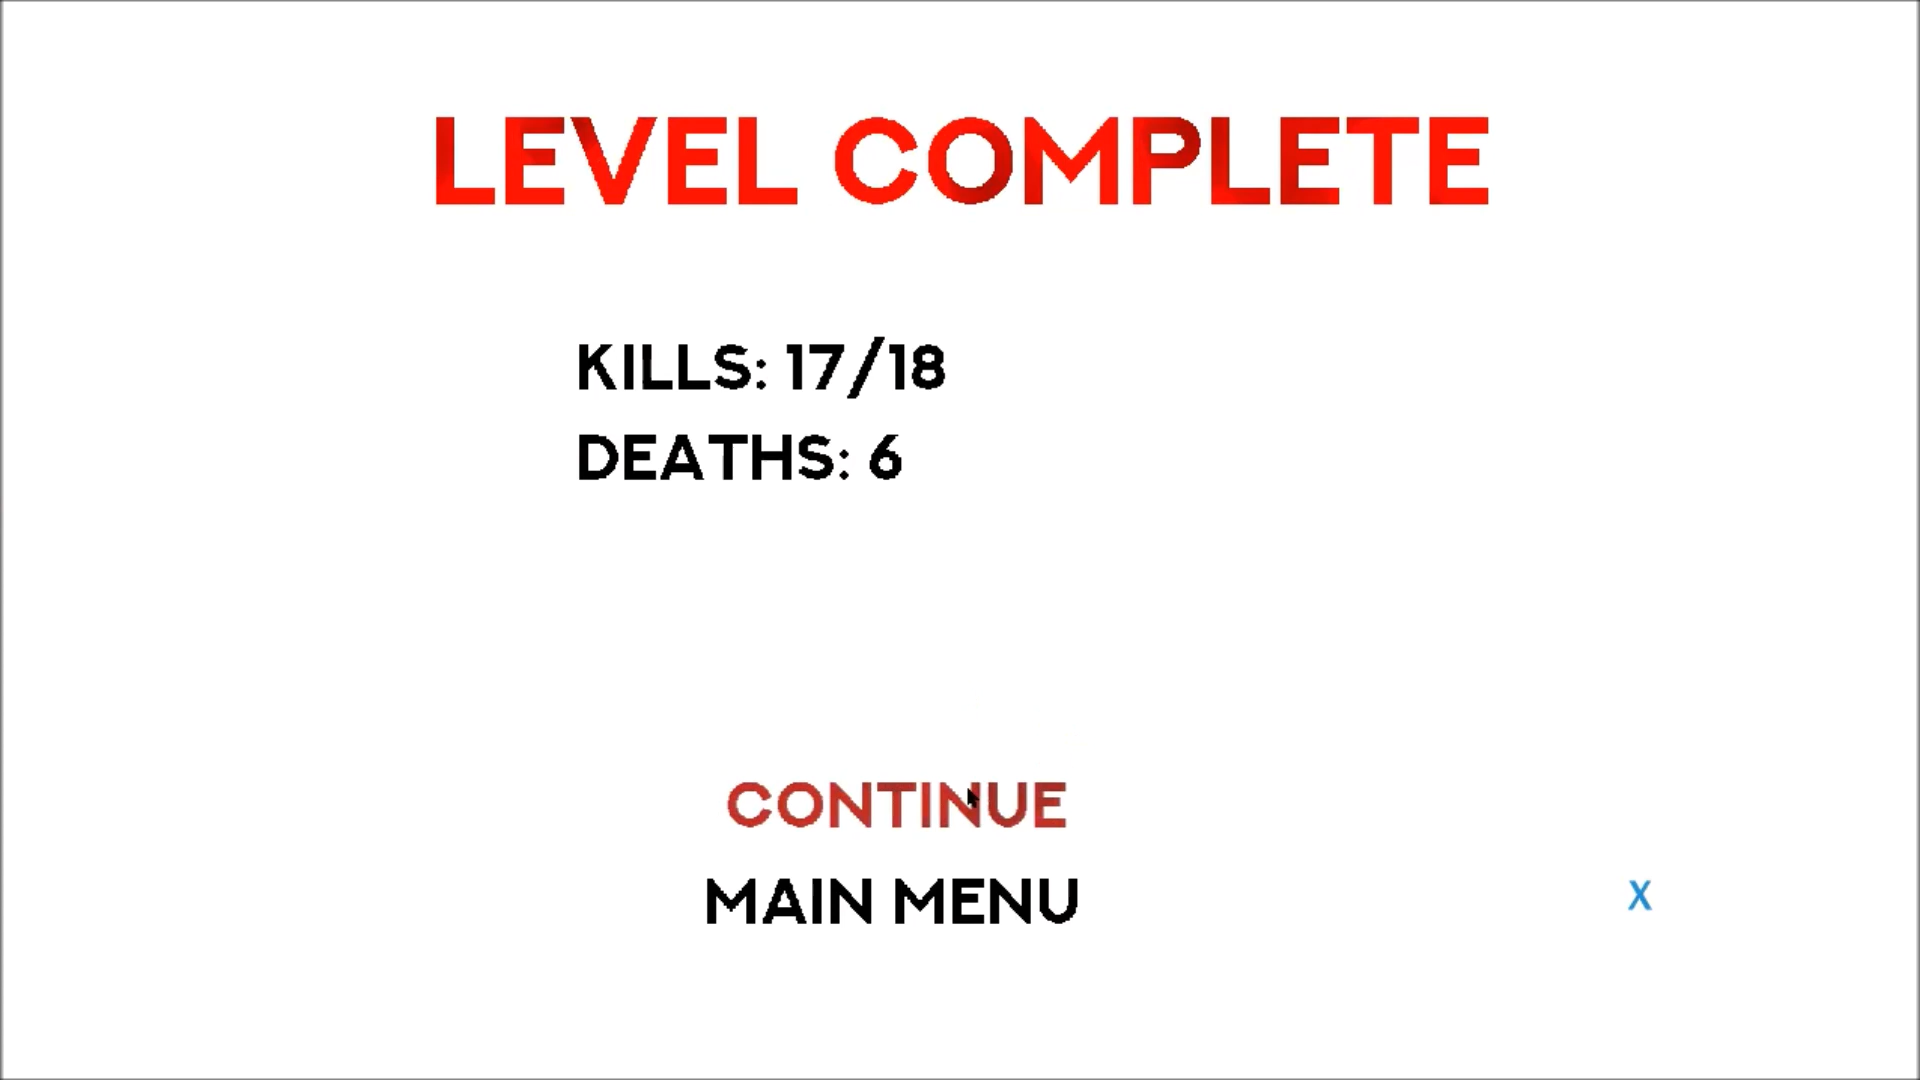 LEVEL COMPLETE
KILLS: 17/18
DEATHS: 6
CONTINUE
MAIN MENU
X